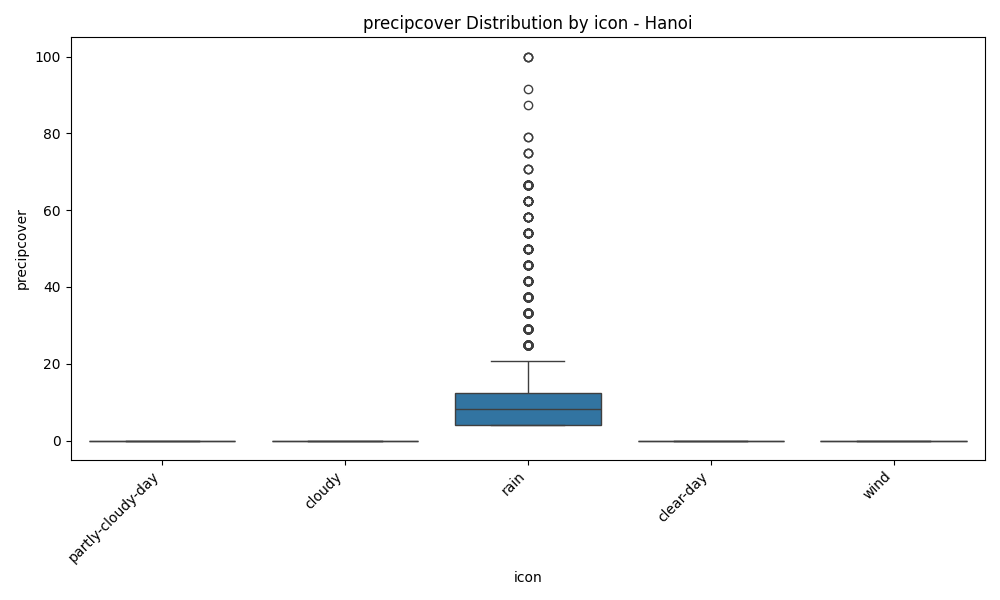 precipcover Distribution by icon - Hanoi
100
80
60
40
20
0
precipcover
partly-cloudy-day
cloudy
rain
clear-day
wind
icon